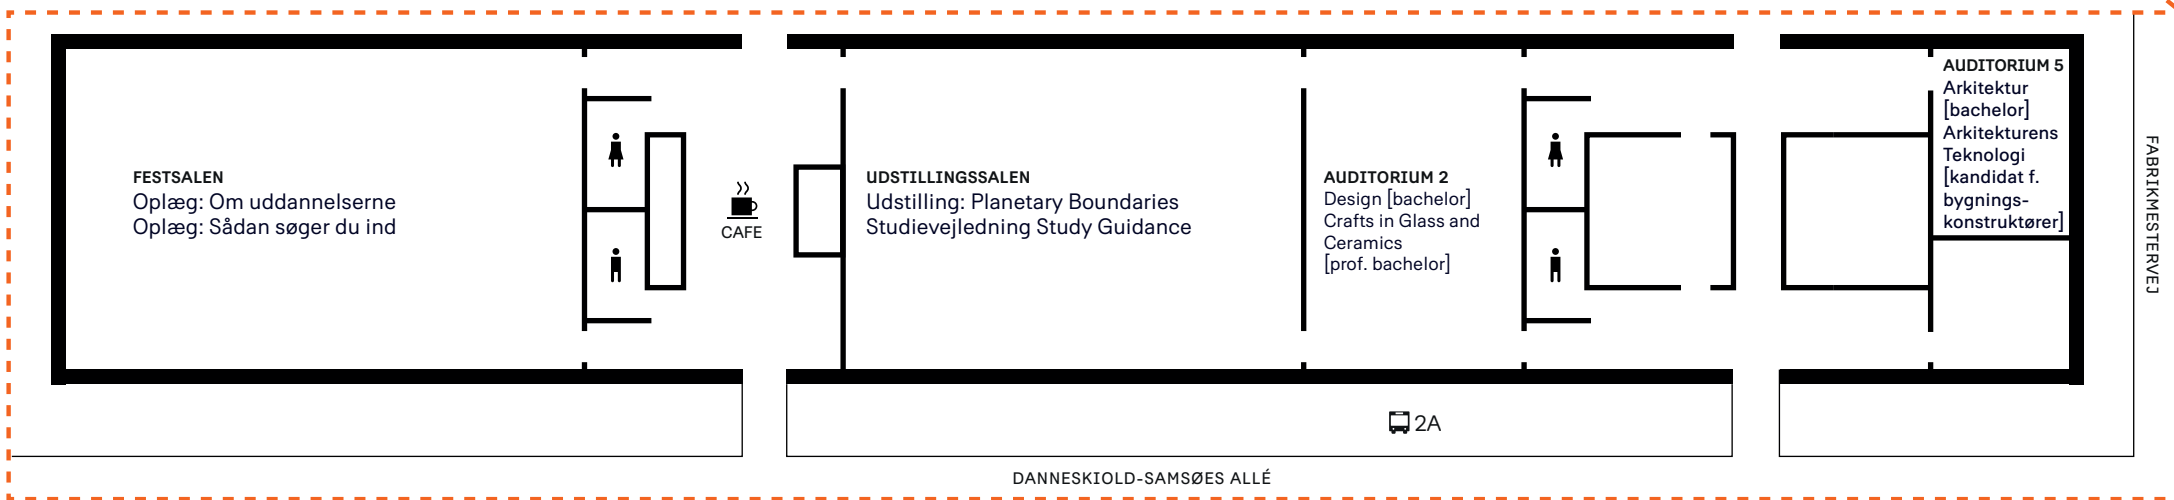 FESTSALEN
Oplæg: Om uddannelserne
Oplæg: Sådan søger du ind
CAFE
UDSTILLINGSSALEN
Udstilling: Planetary Boundaries
Studievejledning Study Guidance
AUDITORIUM 2
Design [bachelor]
Crafts in Glass and
Ceramics
[prof. bachelor]
AUDITORIUM 5
Arkitektur
[bachelor]
Arkitekturens
Teknologi
[kandidat f.
bygnings-
konstruktører]
FABRIKMESTERVEJ
2A
DANNESKIOLD-SAMSØES ALLÉ